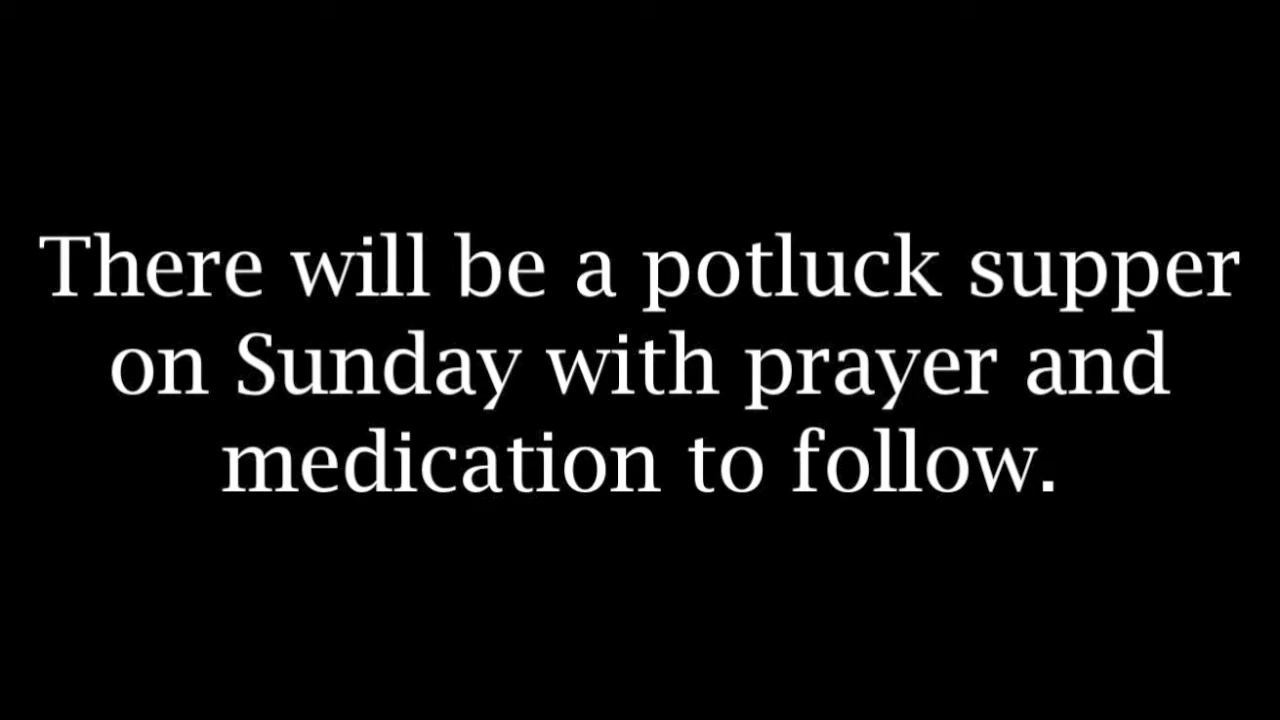 There will be a potluck supper
on Sunday with prayer and
medication to follow.